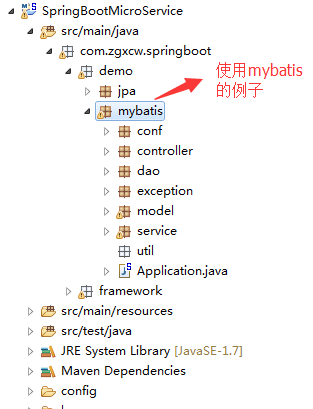 SpringBootMicroService
src/main/java
com.zgxcw.springboot
demo
jpa
使用mybatis
的例子
mybatis
conf
controller
dao
exception
model
service
util
Application.java
framework
src/main/resources
src/test/java
JRE System Library [JavaSE-1.7]
Maven Dependencies
config